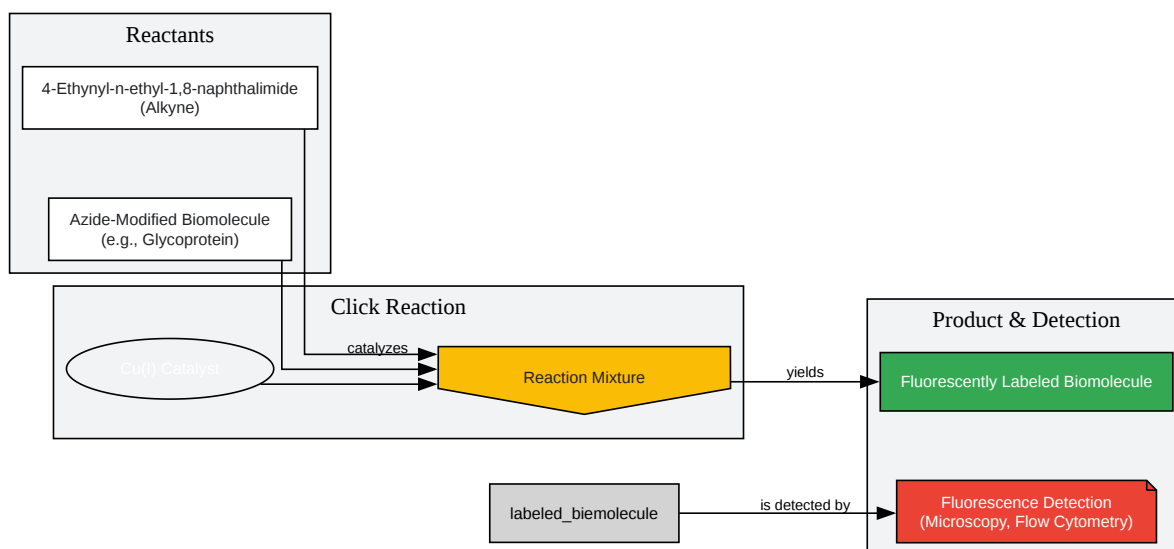 Reactants
4-Ethynyl-n-ethyl-1,8-naphthalimide
(Alkyne)
Azide-Modified Biomolecule
(e.g., Glycoprotein)
Click Reaction
Cu(I) Catalyst
catalyzes
Reaction Mixture
yields
Product & Detection
Fluorescently Labeled Biomolecule
labeled_biemolecule
is detected by
Fluorescence Detection
(Microscopy, Flow Cytometry)